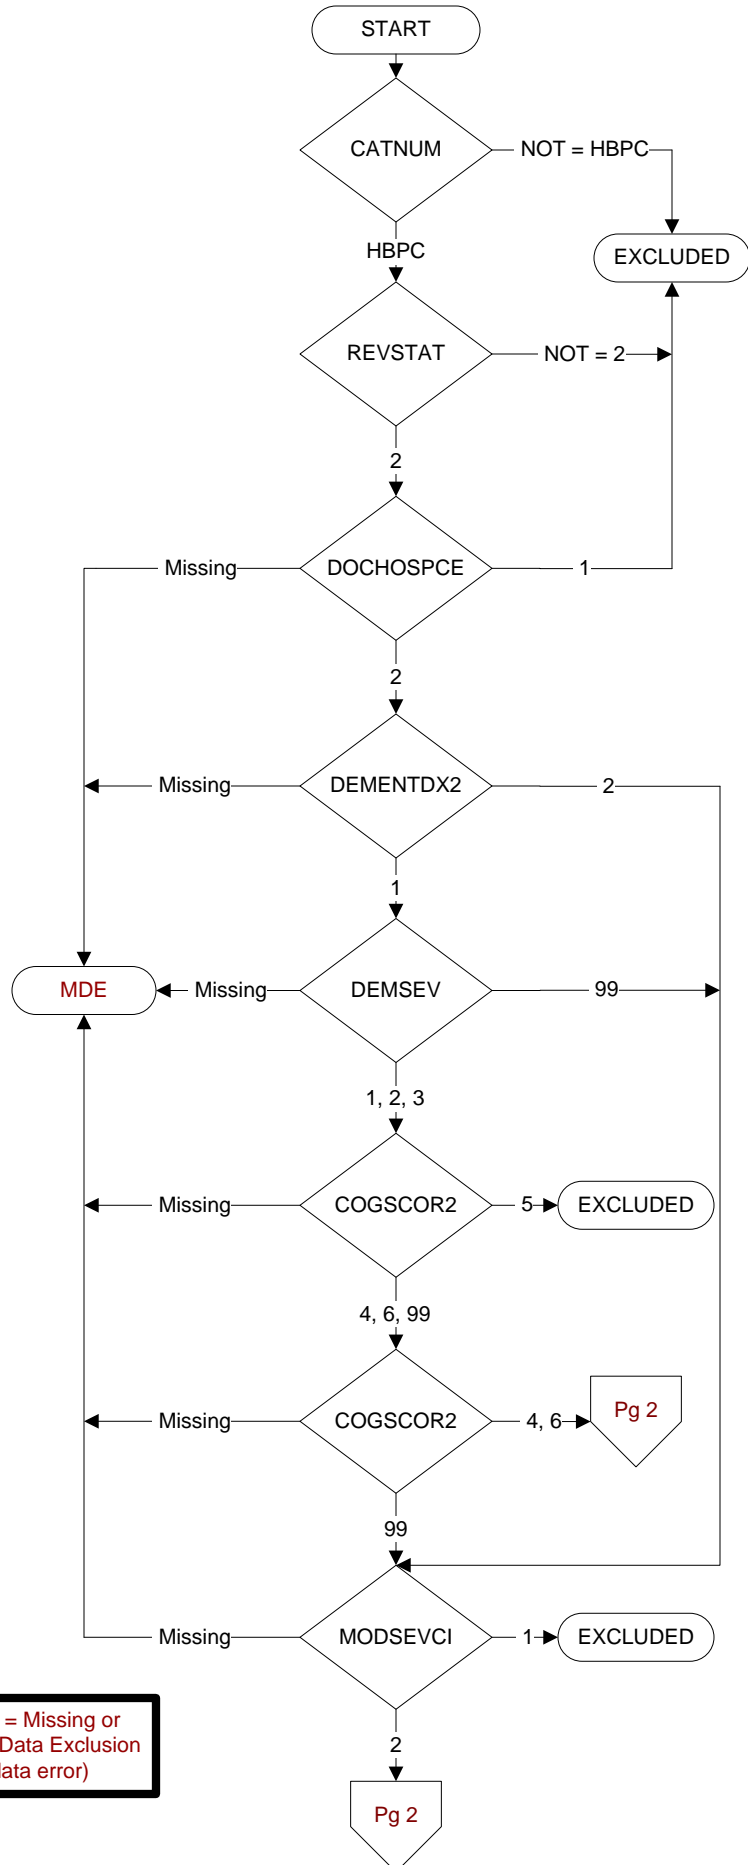 START
CATNUM
NOT = HBPC
EXCLUDED
HBPC
REVSTAT
NOT = 2
2
Missing
DOCHOSPCE
1
2
Missing
DEMENTDX2
2
1
MDE
Missing
DEMSEV
99
1, 2, 3
Missing
COGSCOR2
5
EXCLUDED
4, 6, 99
Missing
COGSCOR2
4, 6
Pg 2
99
Missing
MODSEVCI
1
EXCLUDED
= Missing or
Data Exclusion
data error)
2
Pg 2